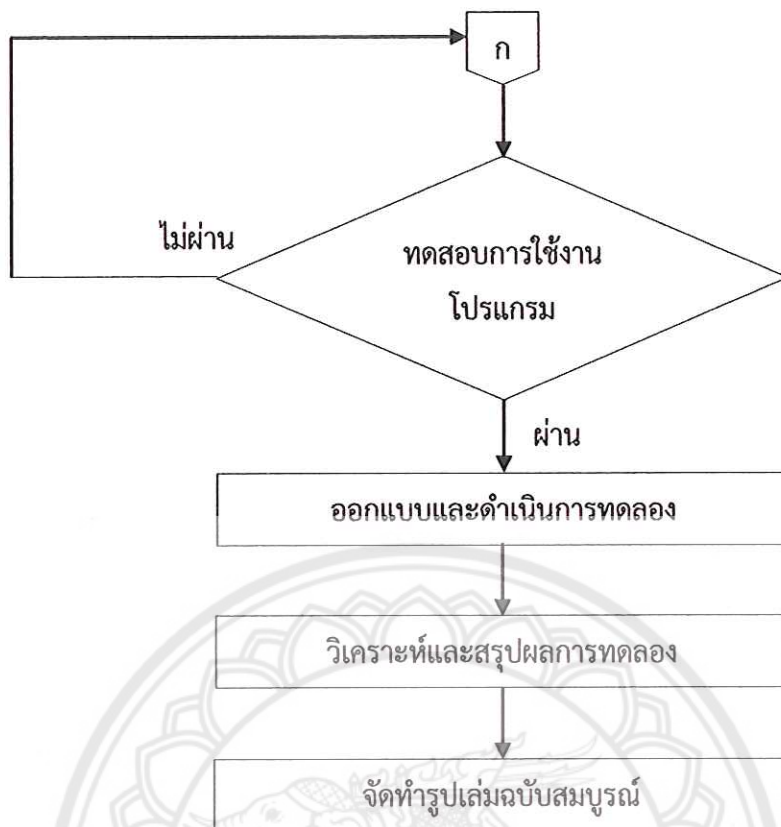 ก
ไม่ผ่าน
ทดสอบการใช้งาน
โปรแกรม
ผ่าน
ออกแบบและดำเนินการทดลอง
วิเคราะห์และสรุปผลการทดลอง
จัดทำรูปเล่มฉบับสมบูรณ์